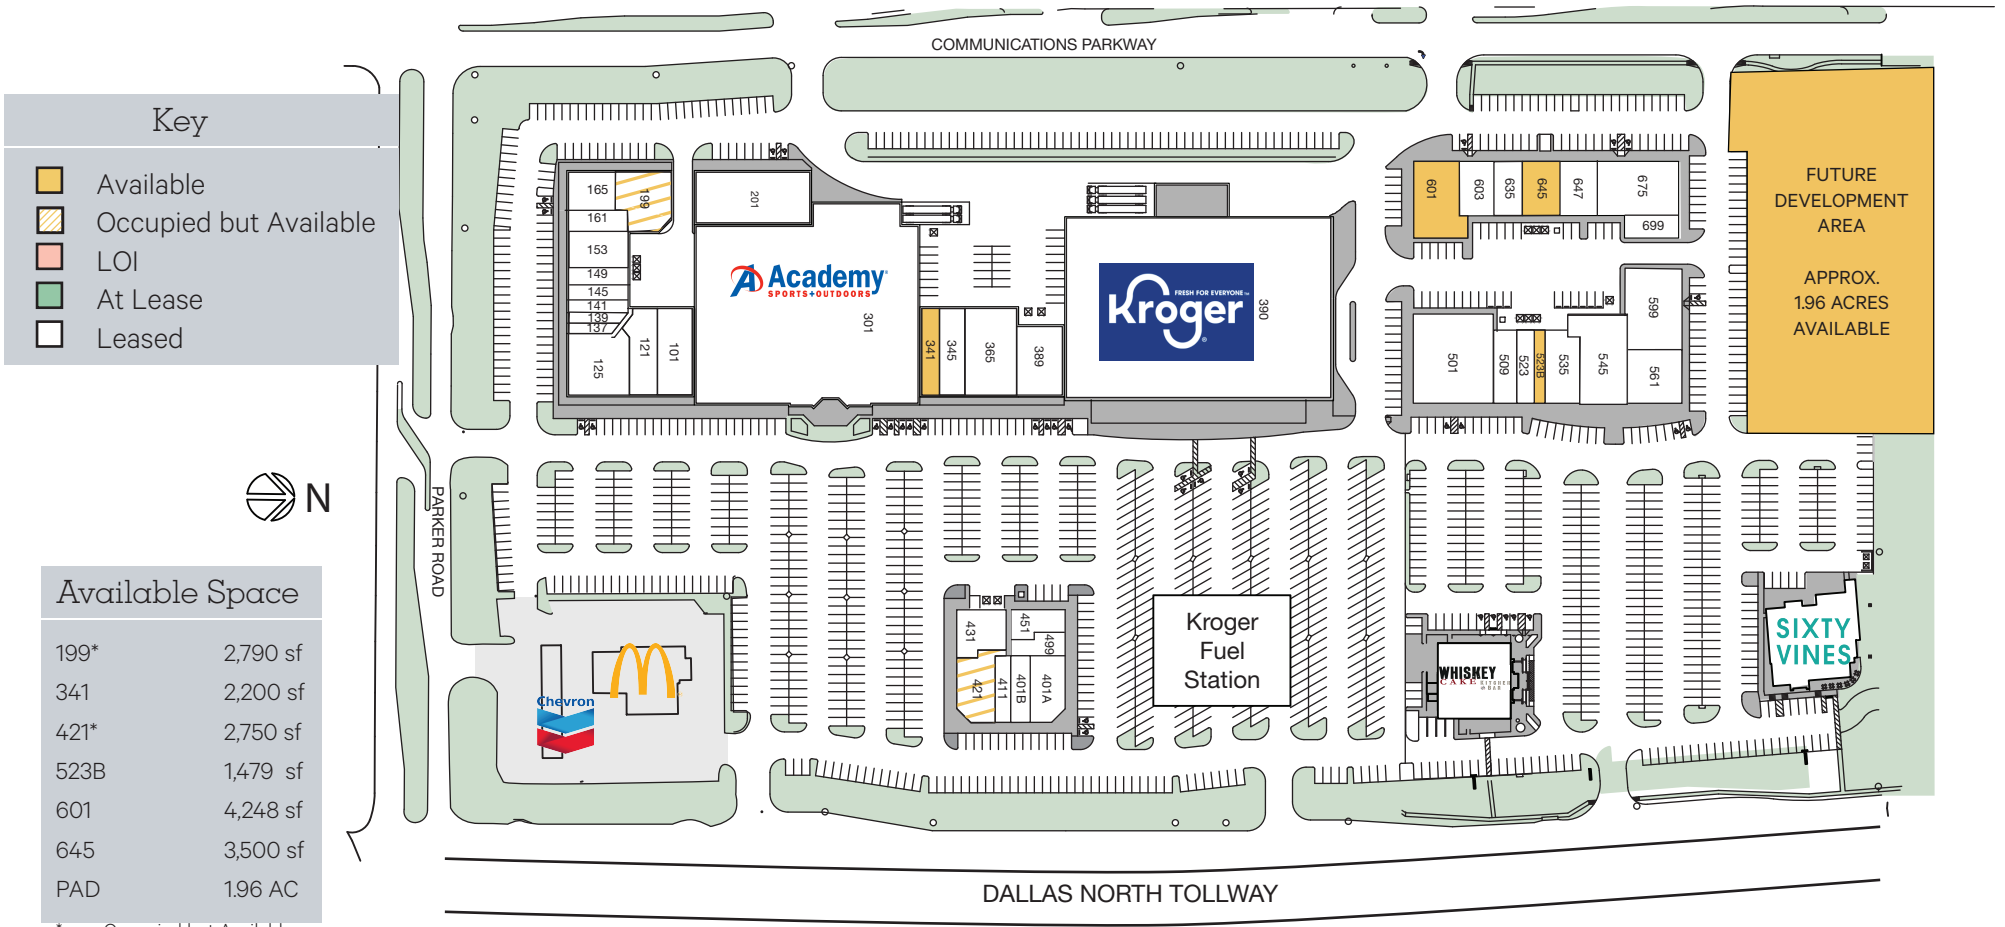 COMMUNICATIONS PARKWAY
Key
Available
Occupied but Available
LOI
At Lease
Leased
N
PARKER ROAD
Available Space
199* 2,790 sf
341 2,200 sf
421* 2,750 sf
523B 1,479 sf
601 4,248 sf
645 3,500 sf
PAD 1.96 AC
165
199
161
153
149
145
141
139
137
125
121
101
201
Academy
SPORTS+OUTDOORS
301
341
345
365
389
FRESH FOR EVERYONE™
Kroger
390
601
603
635
645
647
675
699
501
509
523
523B
535
545
599
561
FUTURE
DEVELOPMENT
AREA
APPROX.
1.96 ACRES
AVAILABLE
Chevron
431
451
499
421
411
401B
401A
Kroger
Fuel
Station
WHISKEY
CAKE KITCHEN & BAR
SIXTY
VINES
DALLAS NORTH TOLLWAY